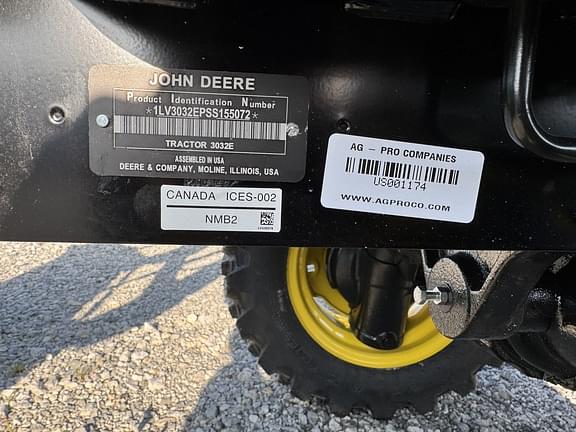 JOHN DEERE
Product Identification Number
*1LV3032EPSS155072*
TRACTOR 3032E
ASSEMBLED IN USA
DEERE & COMPANY, MOLINE, ILLINOIS, USA
CANADA ICES-002
NMB2
AG - PRO COMPANIES
US001174
WWW.AGPROCO.COM